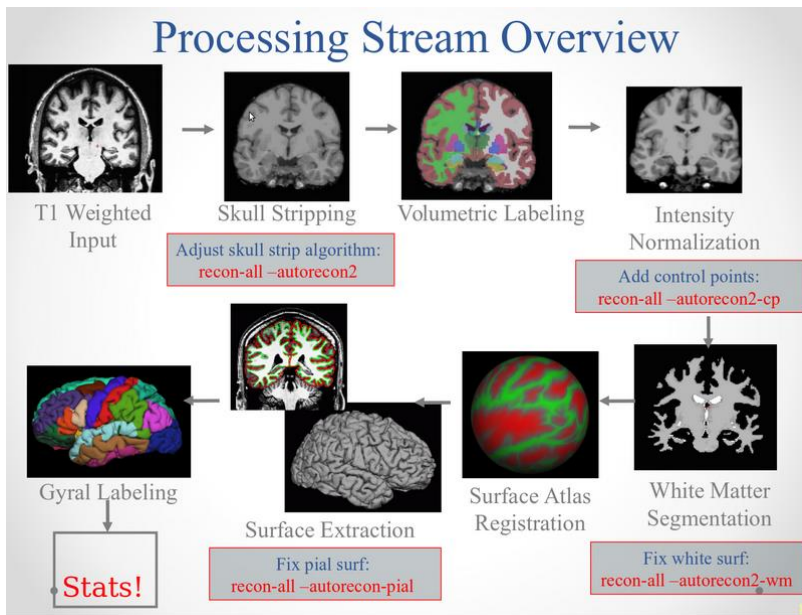 Processing Stream Overview
T1 Weighted
Input
Skull Stripping
Volumetric Labeling
Intensity
Normalization
Adjust skull strip algorithm:
recon-all –autorecon2
Add control points:
recon-all –autorecon2-cp
Gyral Labeling
Surface Extraction
Surface Atlas
Registration
White Matter
Segmentation
Stats!
Fix pial surf:
recon-all –autorecon-pial
Fix white surf:
recon-all –autorecon2-wm